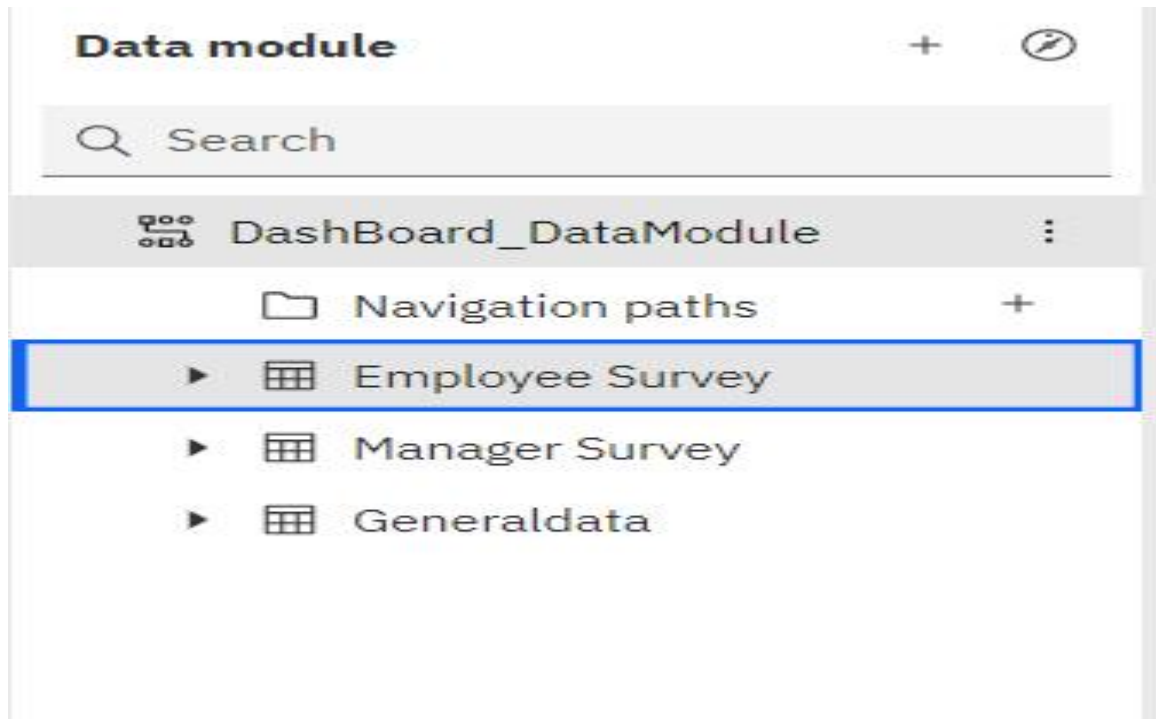 Data module
Search
DashBoard_DataModule
Navigation paths
Employee Survey
Manager Survey
Generaldata